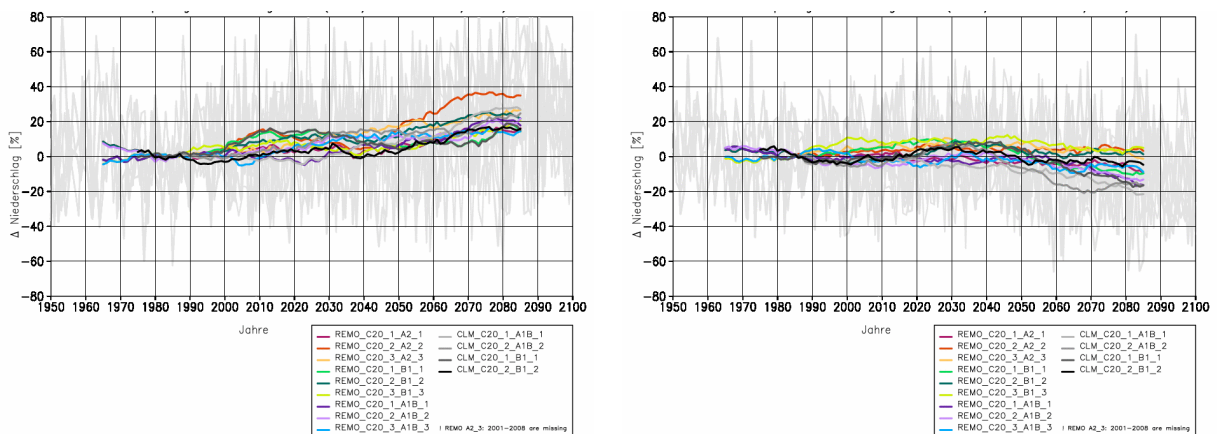 80
60
40
20
0
−20
−40
−60
−80
Δ Niederschlag [%]
1950 1960 1970 1980 1990 2000 2010 2020 2030 2040 2050 2060 2070 2080 2090 2100
Jahre
REMO_C20_1_A2_1 CLM_C20_1_A1B_1
REMO_C20_2_A2_2 CLM_C20_2_A1B_2
REMO_C20_3_A2_3 CLM_C20_1_B1_1
REMO_C20_1_B1_1 CLM_C20_2_B1_2
REMO_C20_2_B1_2
REMO_C20_3_B1_3
REMO_C20_1_A1B_1
REMO_C20_2_A1B_2
REMO_C20_3_A1B_3 ! REMO A2_3: 2001-2008 are missing
80
60
40
20
0
−20
−40
−60
−80
Δ Niederschlag [%]
1950 1960 1970 1980 1990 2000 2010 2020 2030 2040 2050 2060 2070 2080 2090 2100
Jahre
REMO_C20_1_A2_1 CLM_C20_1_A1B_1
REMO_C20_2_A2_2 CLM_C20_2_A1B_2
REMO_C20_3_A2_3 CLM_C20_1_B1_1
REMO_C20_1_B1_1 CLM_C20_2_B1_2
REMO_C20_2_B1_2
REMO_C20_3_B1_3
REMO_C20_1_A1B_1
REMO_C20_2_A1B_2
REMO_C20_3_A1B_3 ! REMO A2_3: 2001-2008 are missing